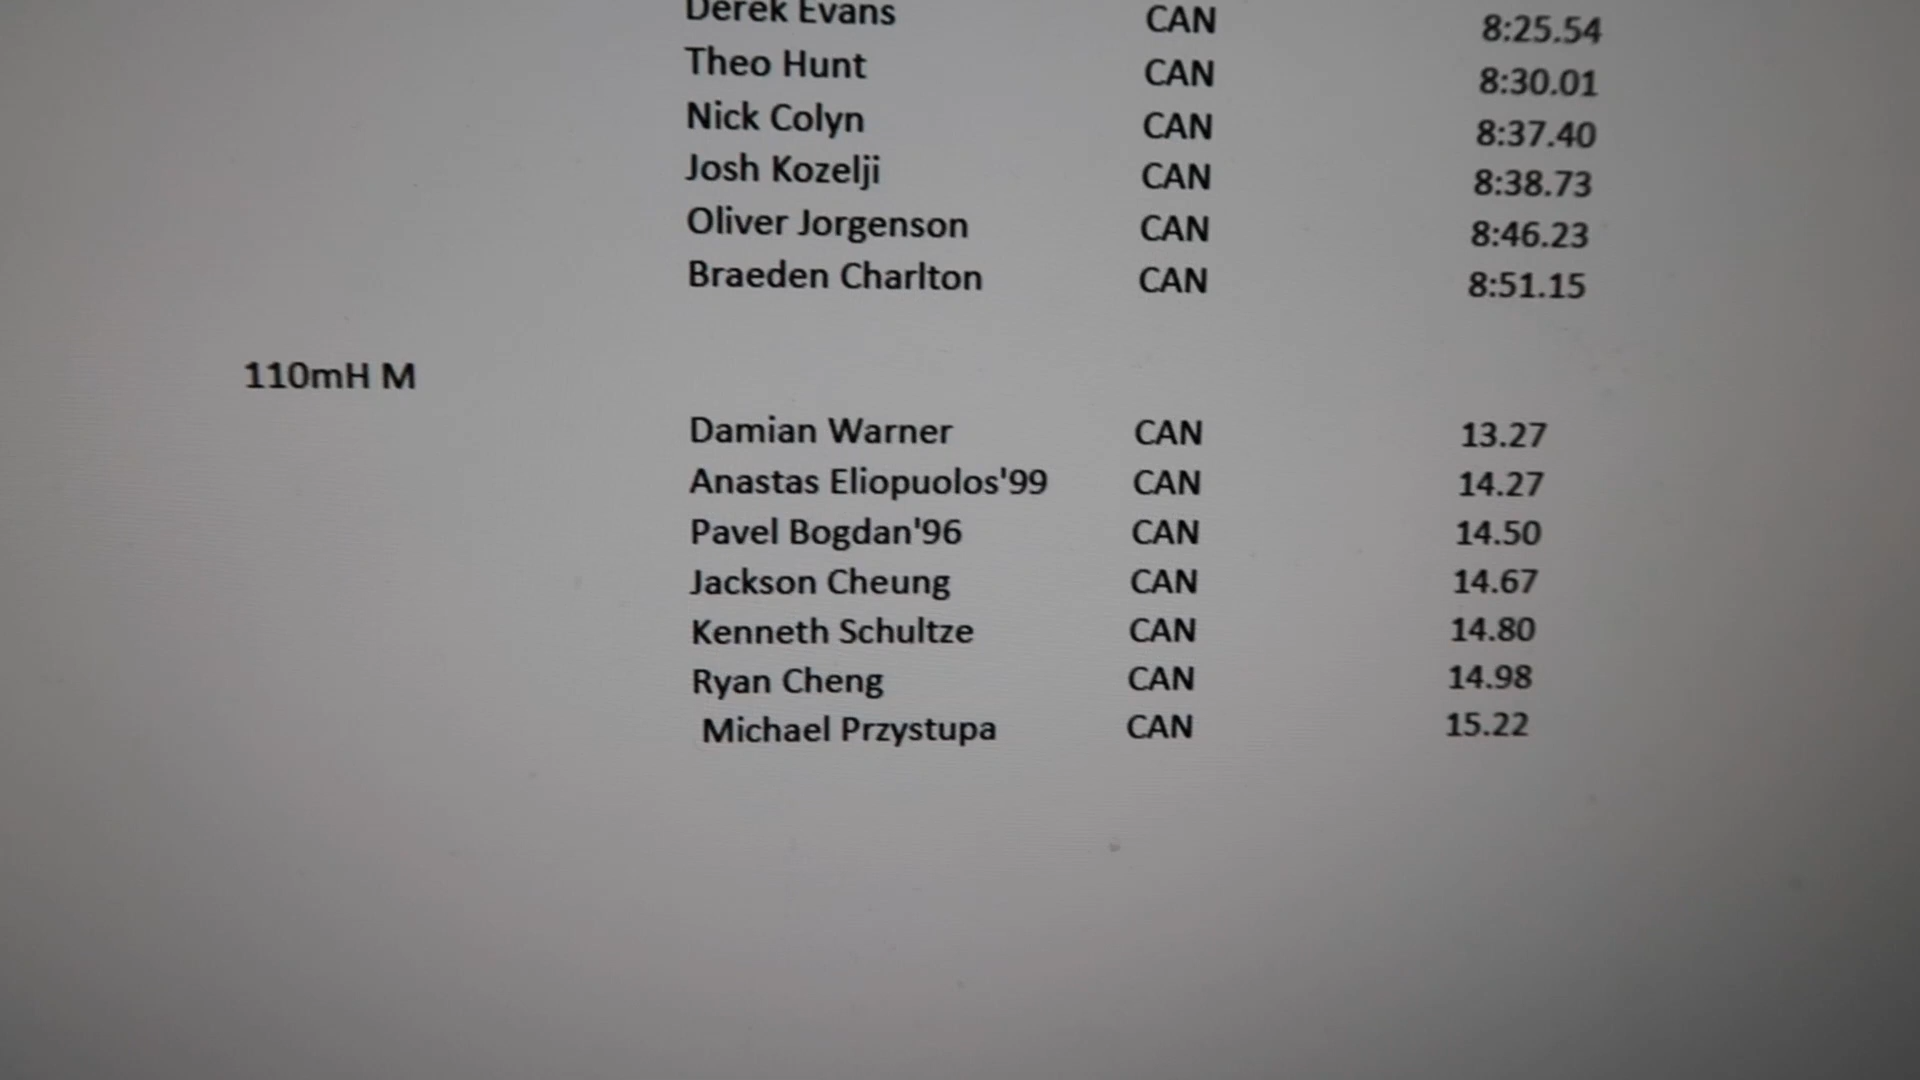 Derek Evans CAN 8:25.54
Theo Hunt CAN 8:30.01
Nick Colyn CAN 8:37.40
Josh Kozelji CAN 8:38.73
Oliver Jorgenson CAN 8:46.23
Braeden Charlton CAN 8:51.15
110mH M
Damian Warner CAN 13.27
Anastas Eliopuolos'99 CAN 14.27
Pavel Bogdan'96 CAN 14.50
Jackson Cheung CAN 14.67
Kenneth Schultze CAN 14.80
Ryan Cheng CAN 14.98
Michael Przystupa CAN 15.22